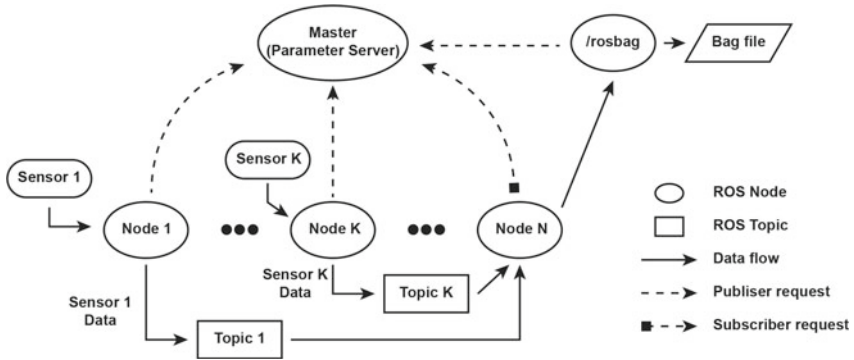 Master
(Parameter Server)
/rosbag
Bag file
Sensor 1
Sensor K
Node 1
Node K
Node N
ROS Node
ROS Topic
Data flow
Publiser request
Subscriber request
Sensor K
Data
Topic K
Sensor 1
Data
Topic 1